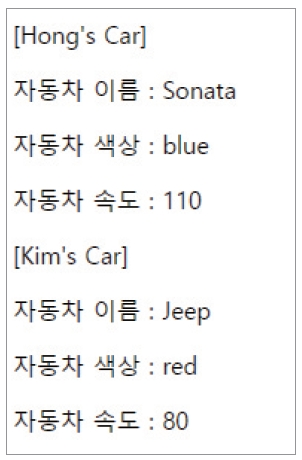 [Hong's Car]
자동차 이름 : Sonata
자동차 색상 : blue
자동차 속도 : 110
[Kim's Car]
자동차 이름 : Jeep
자동차 색상 : red
자동차 속도 : 80